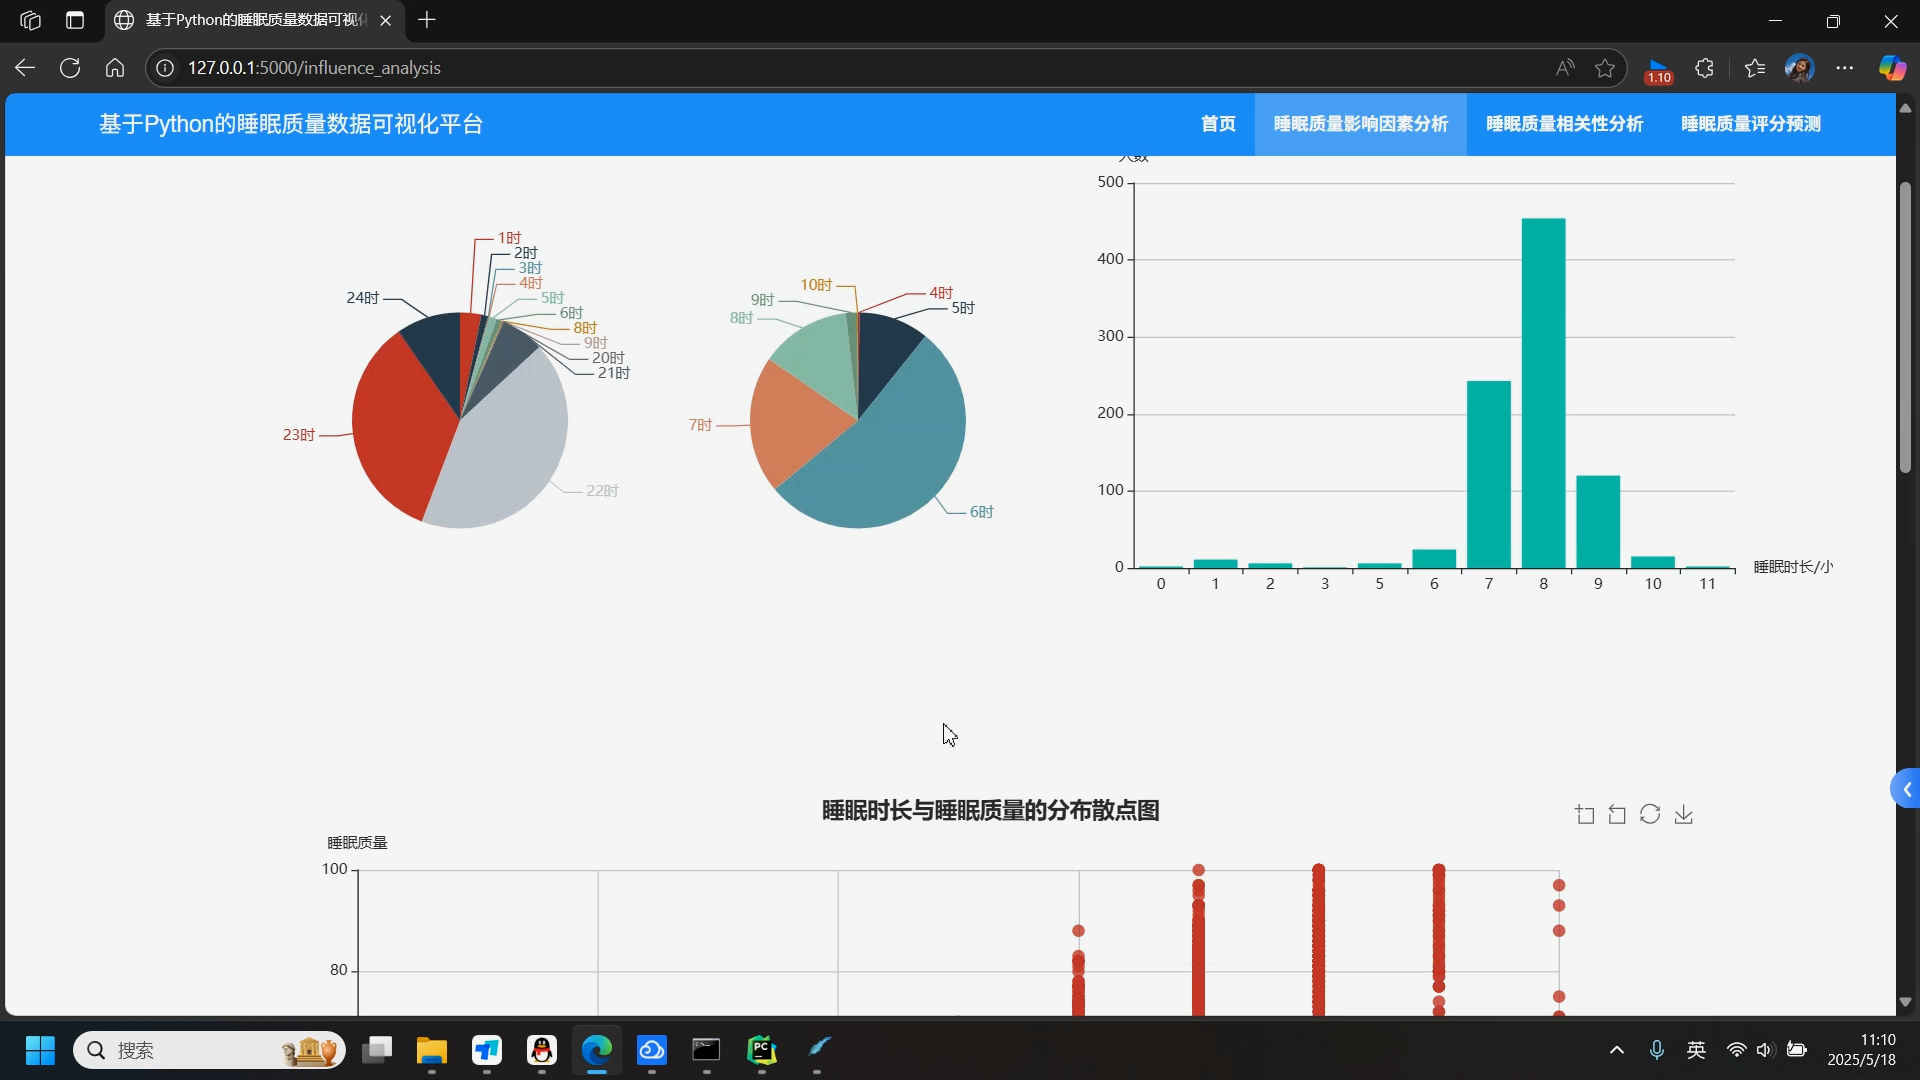 基于Python的睡眠质量数据可视化
127.0.0.1:5000/influence_analysis
1.10
基于Python的睡眠质量数据可视化平台
首页
睡眠质量影响因素分析
睡眠质量相关性分析
睡眠质量评分预测
人数
1时
2时
3时
4时
5时
6时
8时
9时
20时
21时
22时
23时
24时
10时
9时
8时
7时
4时
5时
6时
500
400
300
200
100
0
0 1 2 3 5 6 7 8 9 10 11
睡眠时长/小
睡眠时长与睡眠质量的分布散点图
睡眠质量
100
80
搜索
PC
英
11:10
2025/5/18